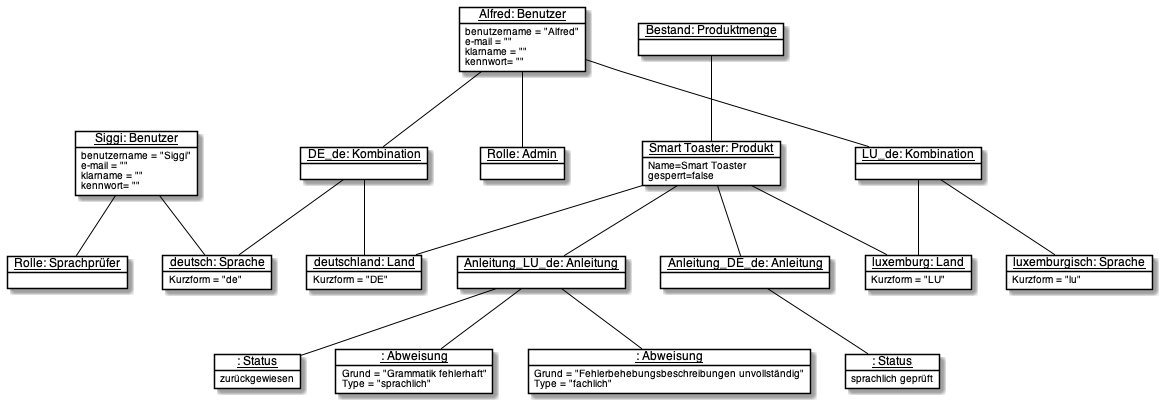 Alfred: Benutzer
benutzername = "Alfred"
e-mail = ""
klarname = ""
kennwort= ""
Bestand: Produktmenge
Siggi: Benutzer
benutzername = "Siggi"
e-mail = ""
klarname = ""
kennwort= ""
DE_de: Kombination
Rolle: Admin
Smart Toaster: Produkt
Name=Smart Toaster
gesperrt=false
LU_de: Kombination
Rolle: Sprachprüfer
deutsch: Sprache
Kurzform = "de"
deutschland: Land
Kurzform = "DE"
Anleitung_LU_de: Anleitung
Anleitung_DE_de: Anleitung
luxemburg: Land
Kurzform = "LU"
luxemburgisch: Sprache
Kurzform = "lu"
: Status
zurückgewiesen
: Abweisung
Grund = "Grammatik fehlerhaft"
Type = "sprachlich"
: Abweisung
Grund = "Fehlerbehebungsbeschreibungen unvollständig"
Type = "fachlich"
: Status
sprachlich geprüft